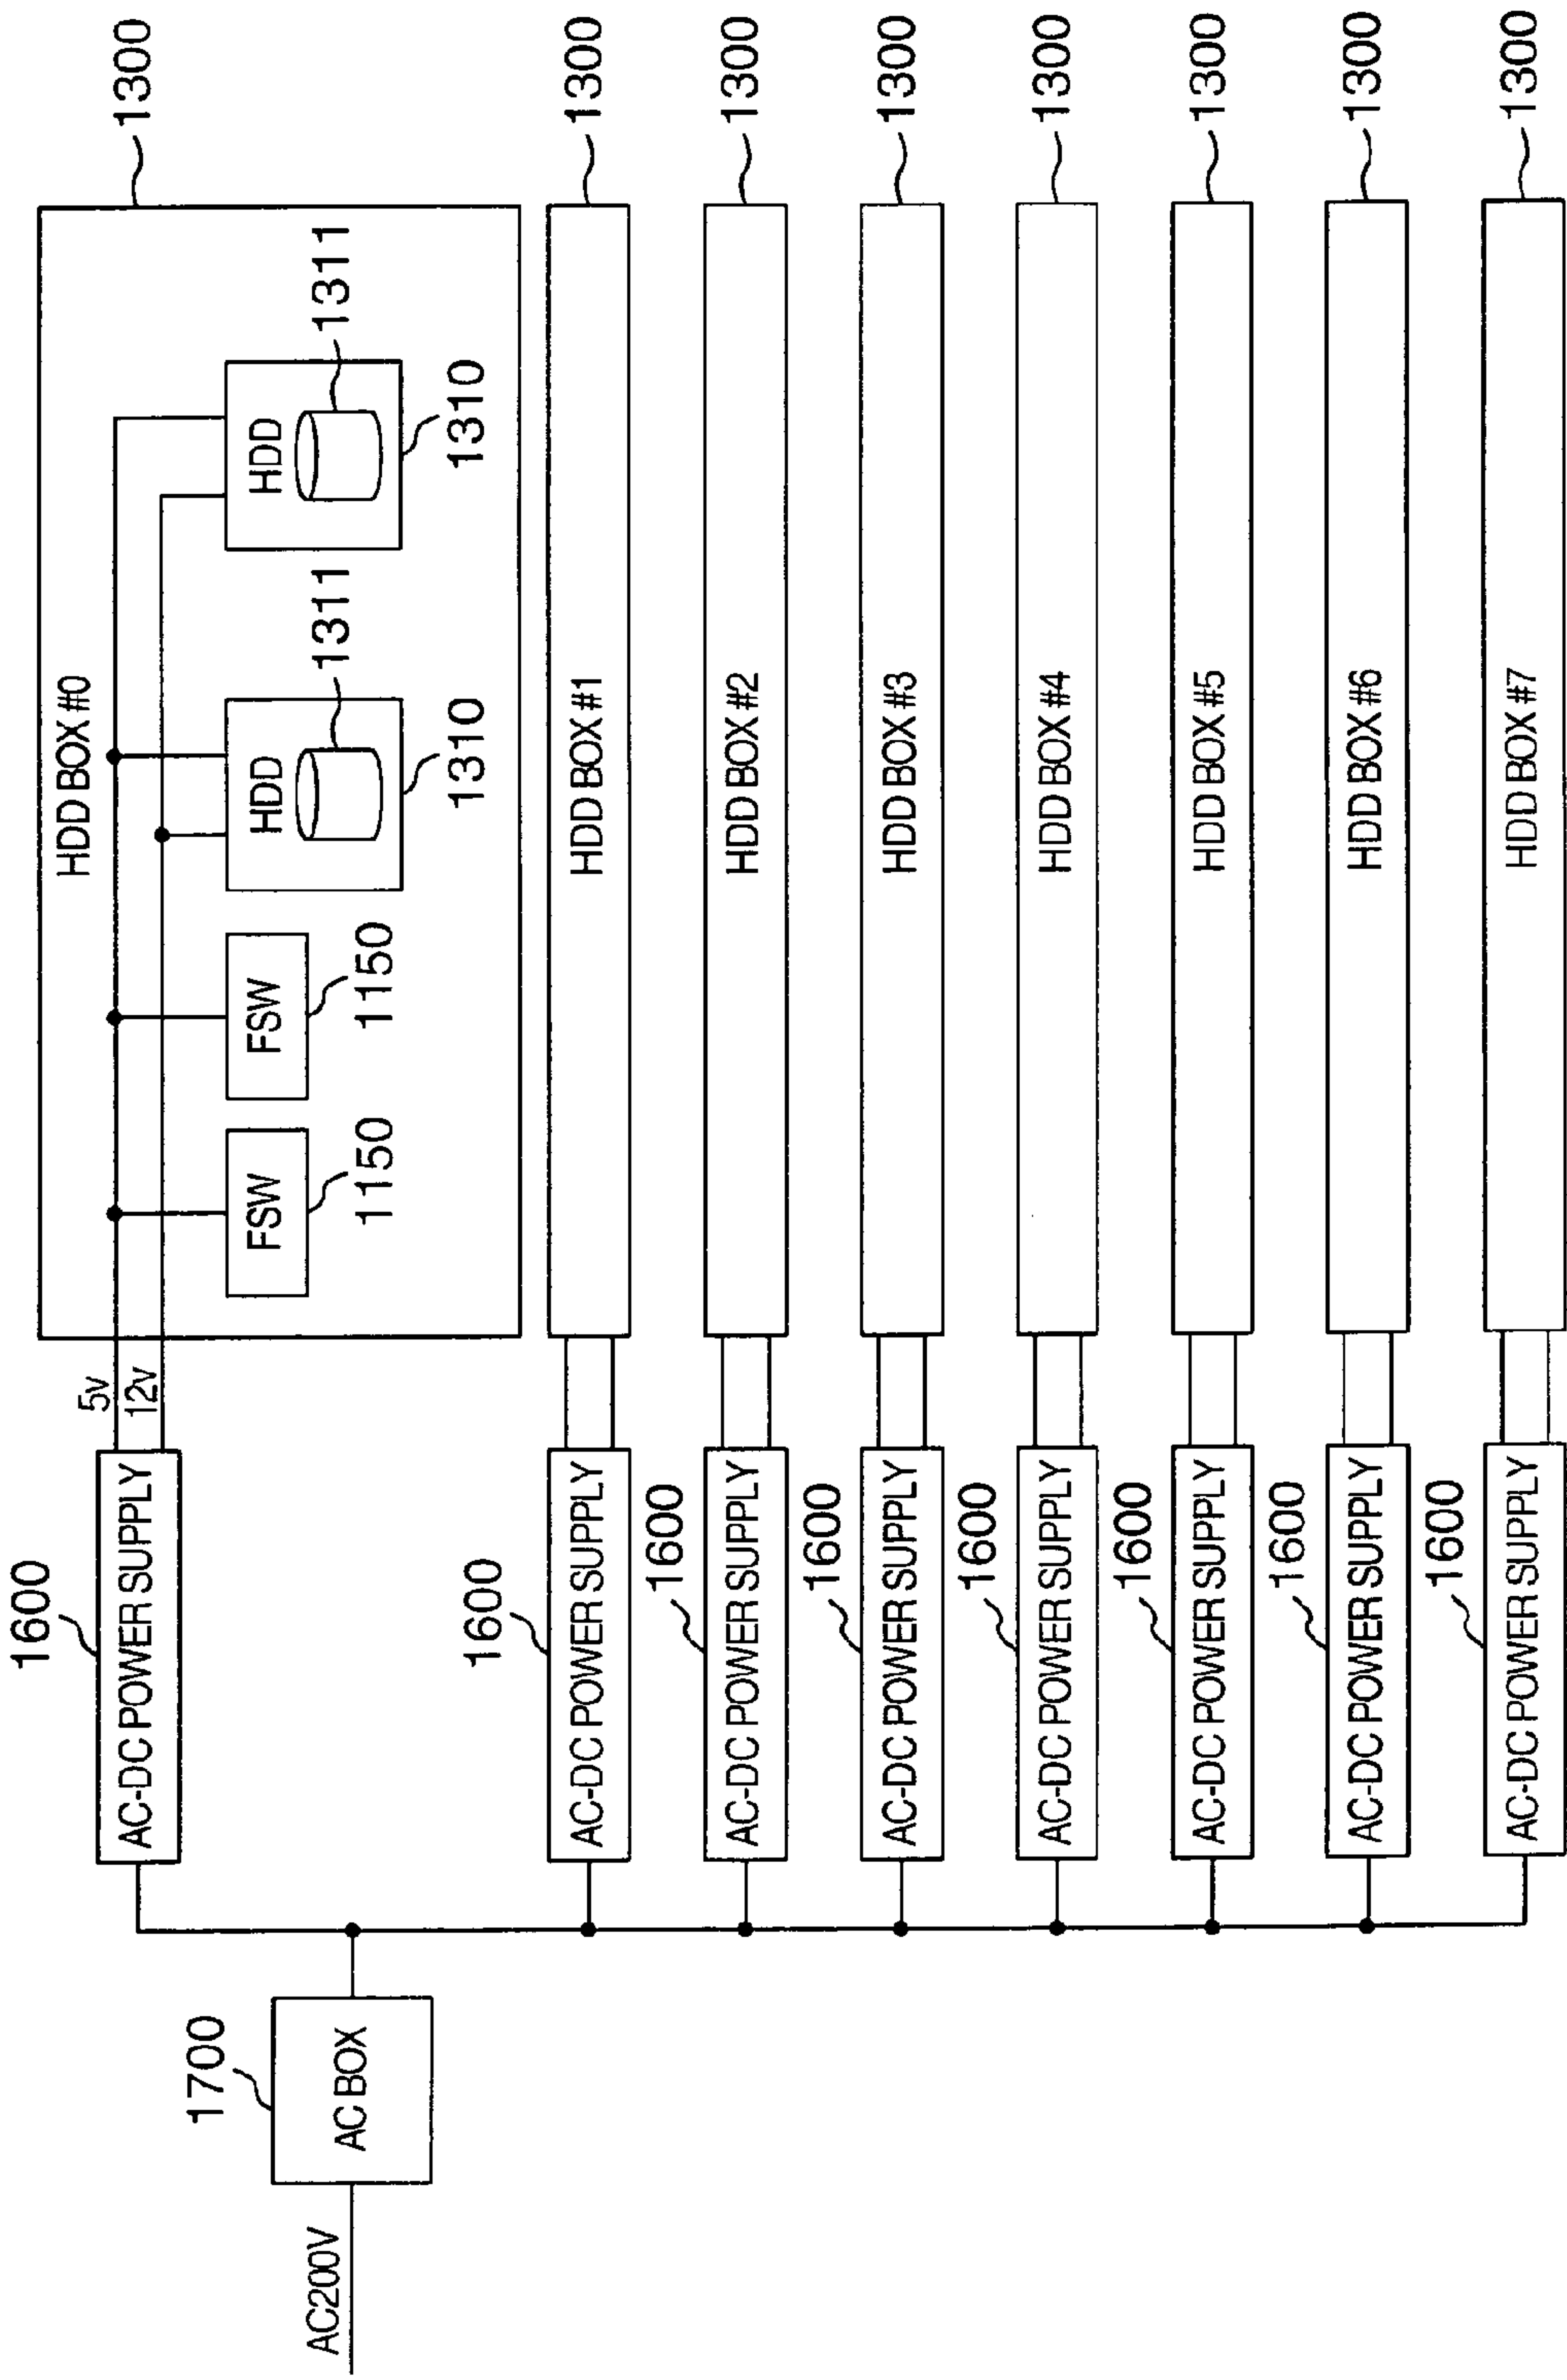 1600
5v
12v
HDD BOX #0
1300
AC-DC POWER SUPPLY
FSW
1150
FSW
1150
HDD
1311
1310
HDD
1311
1310
AC200V
AC BOX
1700
1600
AC-DC POWER SUPPLY
HDD BOX #1
1300
1600
AC-DC POWER SUPPLY
HDD BOX #2
1300
1600
AC-DC POWER SUPPLY
HDD BOX #3
1300
1600
AC-DC POWER SUPPLY
HDD BOX #4
1300
1600
AC-DC POWER SUPPLY
HDD BOX #5
1300
1600
AC-DC POWER SUPPLY
HDD BOX #6
1300
1600
AC-DC POWER SUPPLY
HDD BOX #7
1300